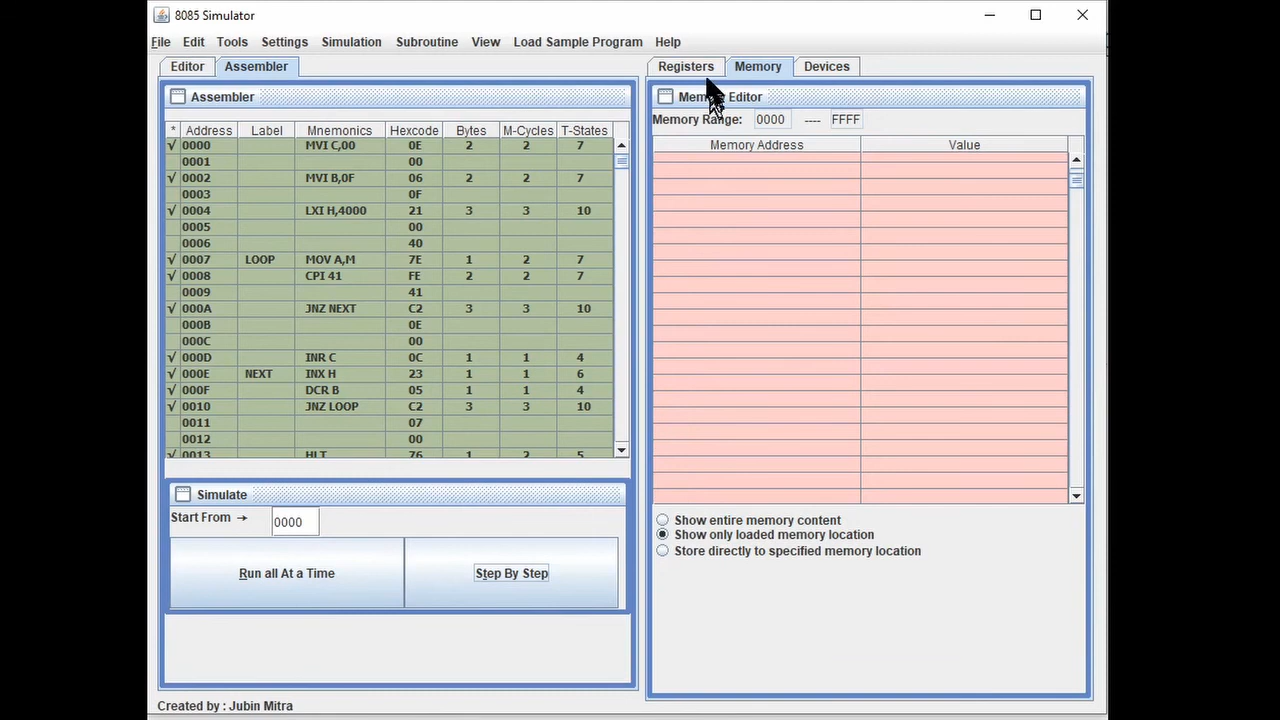 8085 Simulator
File Edit Tools Settings Simulation Subroutine View Load Sample Program Help
Editor Assembler
Assembler
* Address Label Mnemonics Hexcode Bytes M-Cycles T-States
√ 0000 MVI C,00 0E 2 2 7
0001 00
√ 0002 MVI B,0F 06 2 2 7
0003 0F
√ 0004 LXI H,4000 21 3 3 10
0005 00
0006 40
√ 0007 LOOP MOV A,M 7E 1 2 7
√ 0008 CPI 41 FE 2 2 7
0009 41
√ 000A JNZ NEXT C2 3 3 10
000B 0E
000C 00
√ 000D INR C 0C 1 1 4
√ 000E NEXT INX H 23 1 1 6
√ 000F DCR B 05 1 1 4
√ 0010 JNZ LOOP C2 3 3 10
0011 07
0012 00
√ 0013 HLT 76 1 2 5
Simulate
Start From → 0000
Run all At a Time Step By Step
Created by : Jubin Mitra
Registers Memory Devices
Editor
Memory Range: 0000 ---- FFFF
Memory Address Value
Show entire memory content
Show only loaded memory location
Store directly to specified memory location